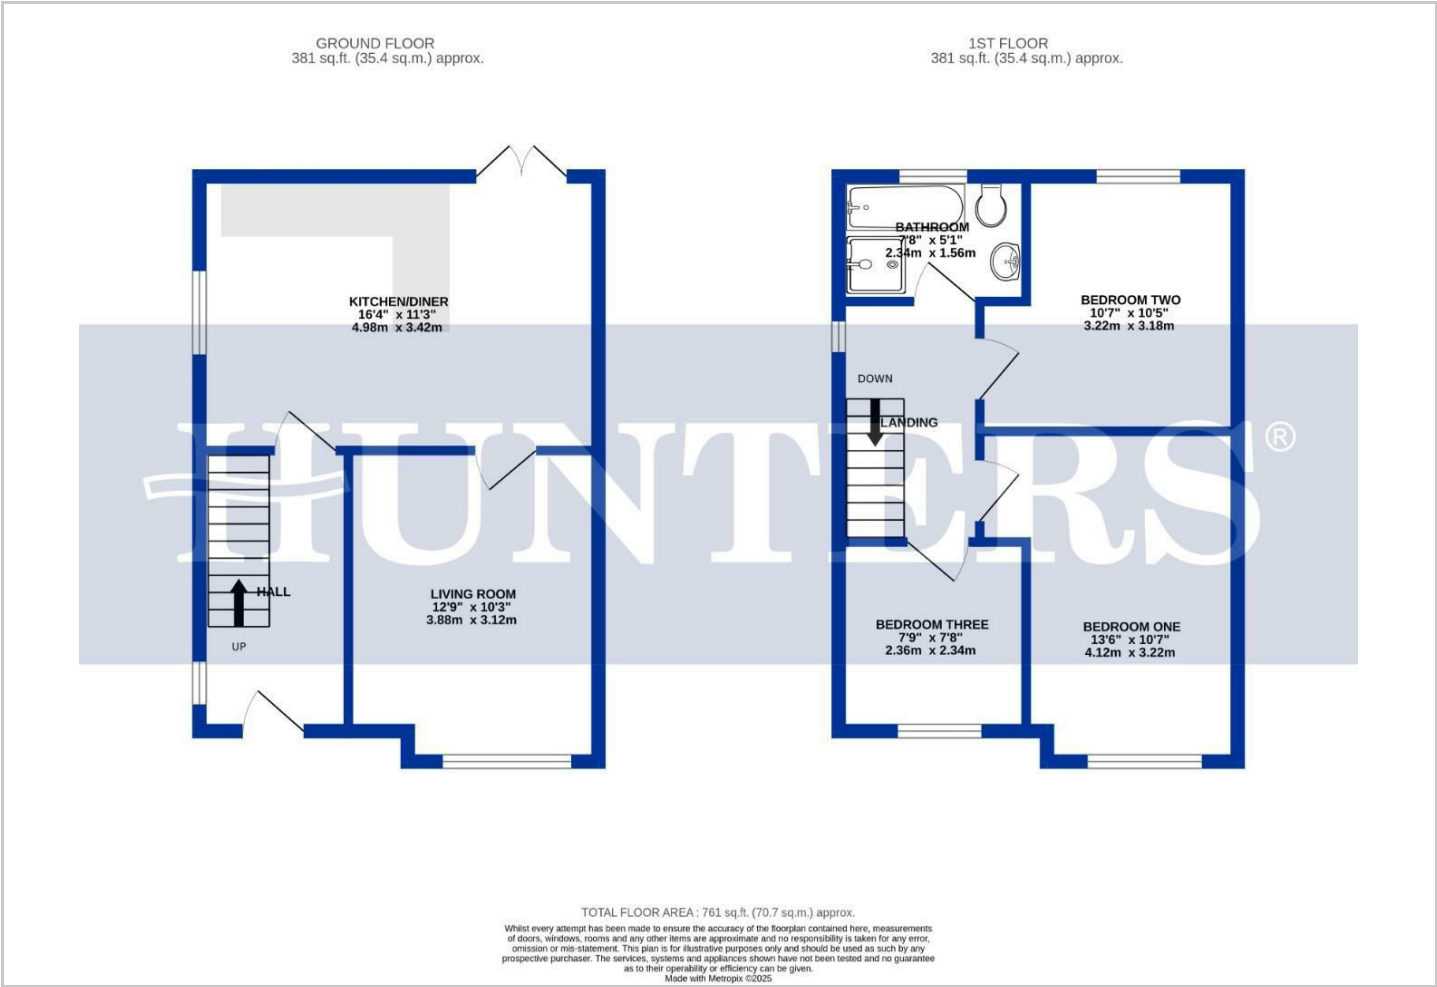 GROUND FLOOR
381 sq.ft. (35.4 sq.m.) approx.
1ST FLOOR
381 sq.ft. (35.4 sq.m.) approx.
KITCHEN/DINER
16'4" x 11'3"
4.98m x 3.42m
HALL
UP
LIVING ROOM
12'9" x 10'3"
3.88m x 3.12m
BATHROOM
7'8" x 5'1"
2.34m x 1.56m
BEDROOM TWO
10'7" x 10'5"
3.22m x 3.18m
DOWN
LANDING
BEDROOM THREE
7'9" x 7'8"
2.36m x 2.34m
BEDROOM ONE
13'6" x 10'7"
4.12m x 3.22m
HUNTERS®
TOTAL FLOOR AREA : 761 sq.ft. (70.7 sq.m.) approx.
Whilst every attempt has been made to ensure the accuracy of the floorplan contained here, measurements
of doors, windows, rooms and any other items are approximate and no responsibility is taken for any error,
omission or mis-statement. This plan is for illustrative purposes only and should be used as such by any
prospective purchaser. The services, systems and appliances shown have not been tested and no guarantee
as to their operability or efficiency can be given.
Made with Metropix ©2025